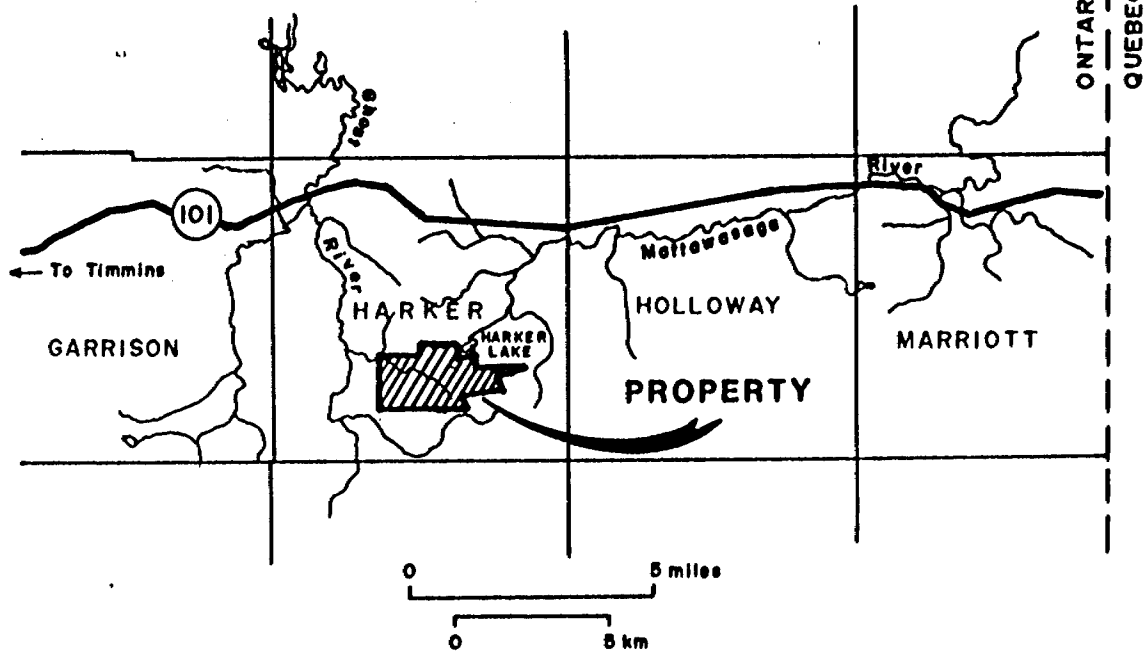 ONTAR
QUEBEC
Ghost
River
101
← To Timmins
River
Mattawasaga
HARKER
HOLLOWAY
HARKER
LAKE
GARRISON
MARRIOTT
PROPERTY
0 5 miles
0 5 km